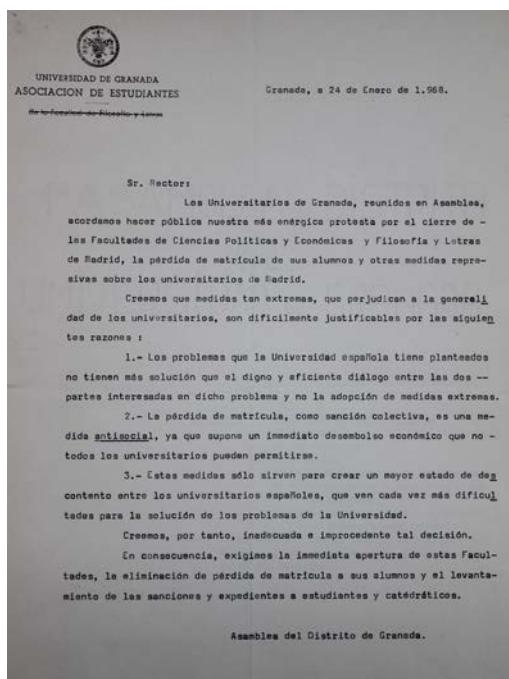 UNIVERSIDAD DE GRANADA
ASOCIACION DE ESTUDIANTES
de la Facultad de Filosofía y Letras
Granada, a 24 de Enero de 1.968.
Sr. Rector:
Los Universitarios de Granada, reunidos en Asamblea,
acordamos hacer pública nuestra más enérgica protesta por el cierre de -
las Facultades de Ciencias Políticas y Económicas y Filosofía y Letras
de Madrid, la pérdida de matrícula de sus alumnos y otras medidas repre-
sivas sobre los universitarios de Madrid.
Creemos que medidas tan extremas, que perjudican a la generali
dad de los universitarios, son dificilmente justificables por las siguien
tes razones :
1.- Los problemas que la Universidad española tiene planteados
no tienen más solución que el digno y eficiente diálogo entre las dos --
partes interesadas en dicho problema y no la adopción de medidas extremas.
2.- La pérdida de matrícula, como sanción colectiva, es una me-
dida antisocial, ya que supone un inmediato desembolso económico que no -
todos los universitarios pueden permitirse.
3.- Estas medidas sólo sirven para crear un mayor estado de des
contento entre los universitarios españoles, que ven cada vez más dificul
tades para la solución de los problemas de la Universidad.
Creemos, por tanto, inadecuada e improcedente tal decisión.
En consecuencia, exigimos la inmediata apertura de estas Facul-
tades, la eliminación de pérdida de matrícula a sus alumnos y el levanta-
miento de las sanciones y expedientes a estudiantes y catédráticos.
Asamblea del Distrito de Granada.